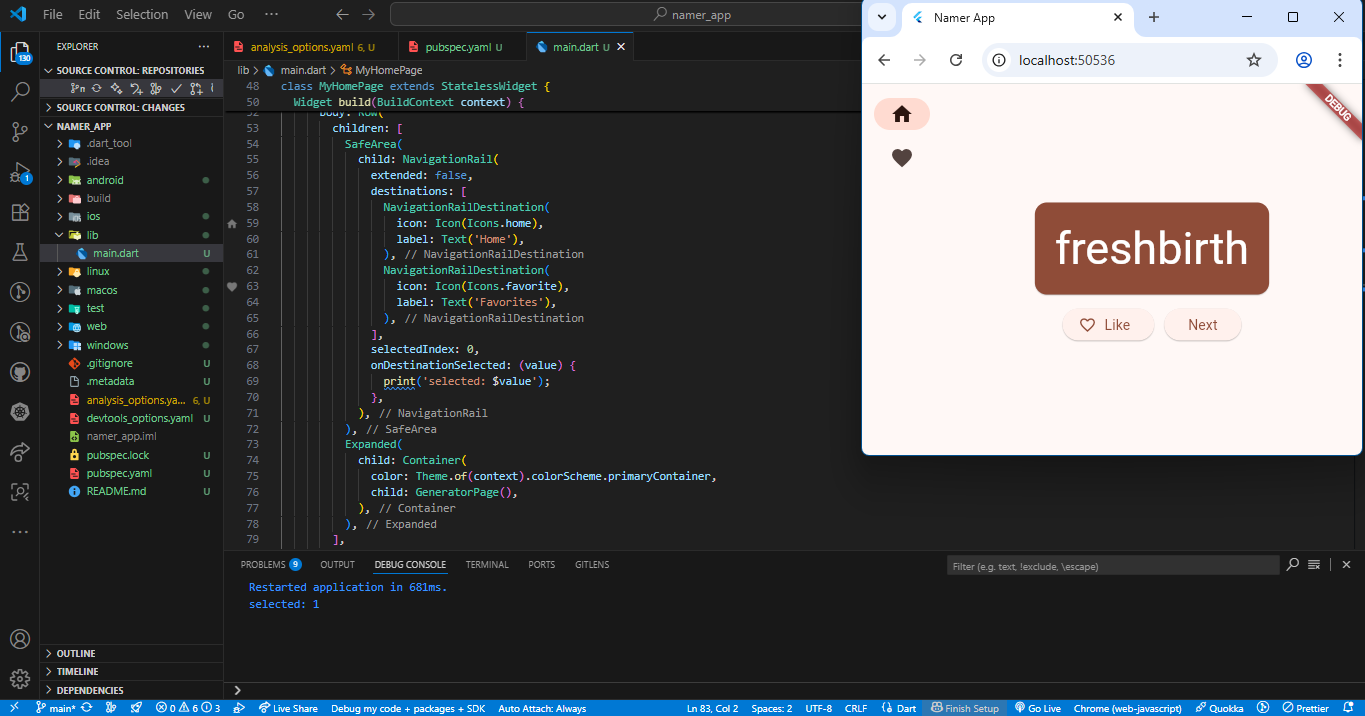 File Edit Selection View Go ··· namer_app
EXPLORER ···
130
SOURCE CONTROL: REPOSITORIES
SOURCE CONTROL: CHANGES
NAMER_APP
.dart_tool
.idea
android
build
ios
lib
main.dart U
linux
macos
test
web
windows
.gitignore U
.metadata U
analysis_options.ya... 6, U
devtools_options.yaml U
namer_app.iml
pubspec.lock U
pubspec.yaml U
README.md U
1
OUTLINE
TIMELINE
DEPENDENCIES
analysis_options.yaml 6, U pubspec.yaml U main.dart U
lib > main.dart > MyHomePage
48 class MyHomePage extends StatelessWidget {
50 Widget build(BuildContext context) {
52 body: Row(
53 children: [
54 SafeArea(
55 child: NavigationRail(
56 extended: false,
57 destinations: [
58 NavigationRailDestination(
59 icon: Icon(Icons.home),
60 label: Text('Home'),
61 ), // NavigationRailDestination
62 NavigationRailDestination(
63 icon: Icon(Icons.favorite),
64 label: Text('Favorites'),
65 ), // NavigationRailDestination
66 ],
67 selectedIndex: 0,
68 onDestinationSelected: (value) {
69 print('selected: $value');
70 },
71 ), // NavigationRail
72 ), // SafeArea
73 Expanded(
74 child: Container(
75 color: Theme.of(context).colorScheme.primaryContainer,
76 child: GeneratorPage(),
77 ), // Container
78 ), // Expanded
79 ],
PROBLEMS 9 OUTPUT DEBUG CONSOLE TERMINAL PORTS GITLENS
Filter (e.g. text, !exclude, \escape)
Restarted application in 681ms.
selected: 1
Namer App
localhost:50536
DEBUG
freshbirth
Like Next
main* 0 6 3 Live Share Debug my code + packages + SDK Auto Attach: Always Ln 83, Col 2 Spaces: 2 UTF-8 CRLF Dart Finish Setup Go Live Chrome (web-javascript) Quokka Prettier